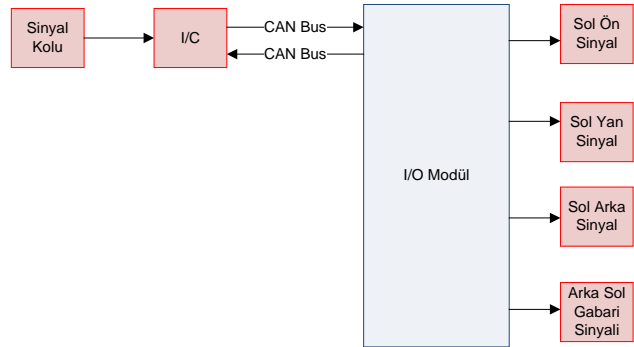 Sinyal
Kolu
I/C
CAN Bus
CAN Bus
I/O Modül
Sol Ön
Sinyal
Sol Yan
Sinyal
Sol Arka
Sinyal
Arka Sol
Gabari
Sinyali